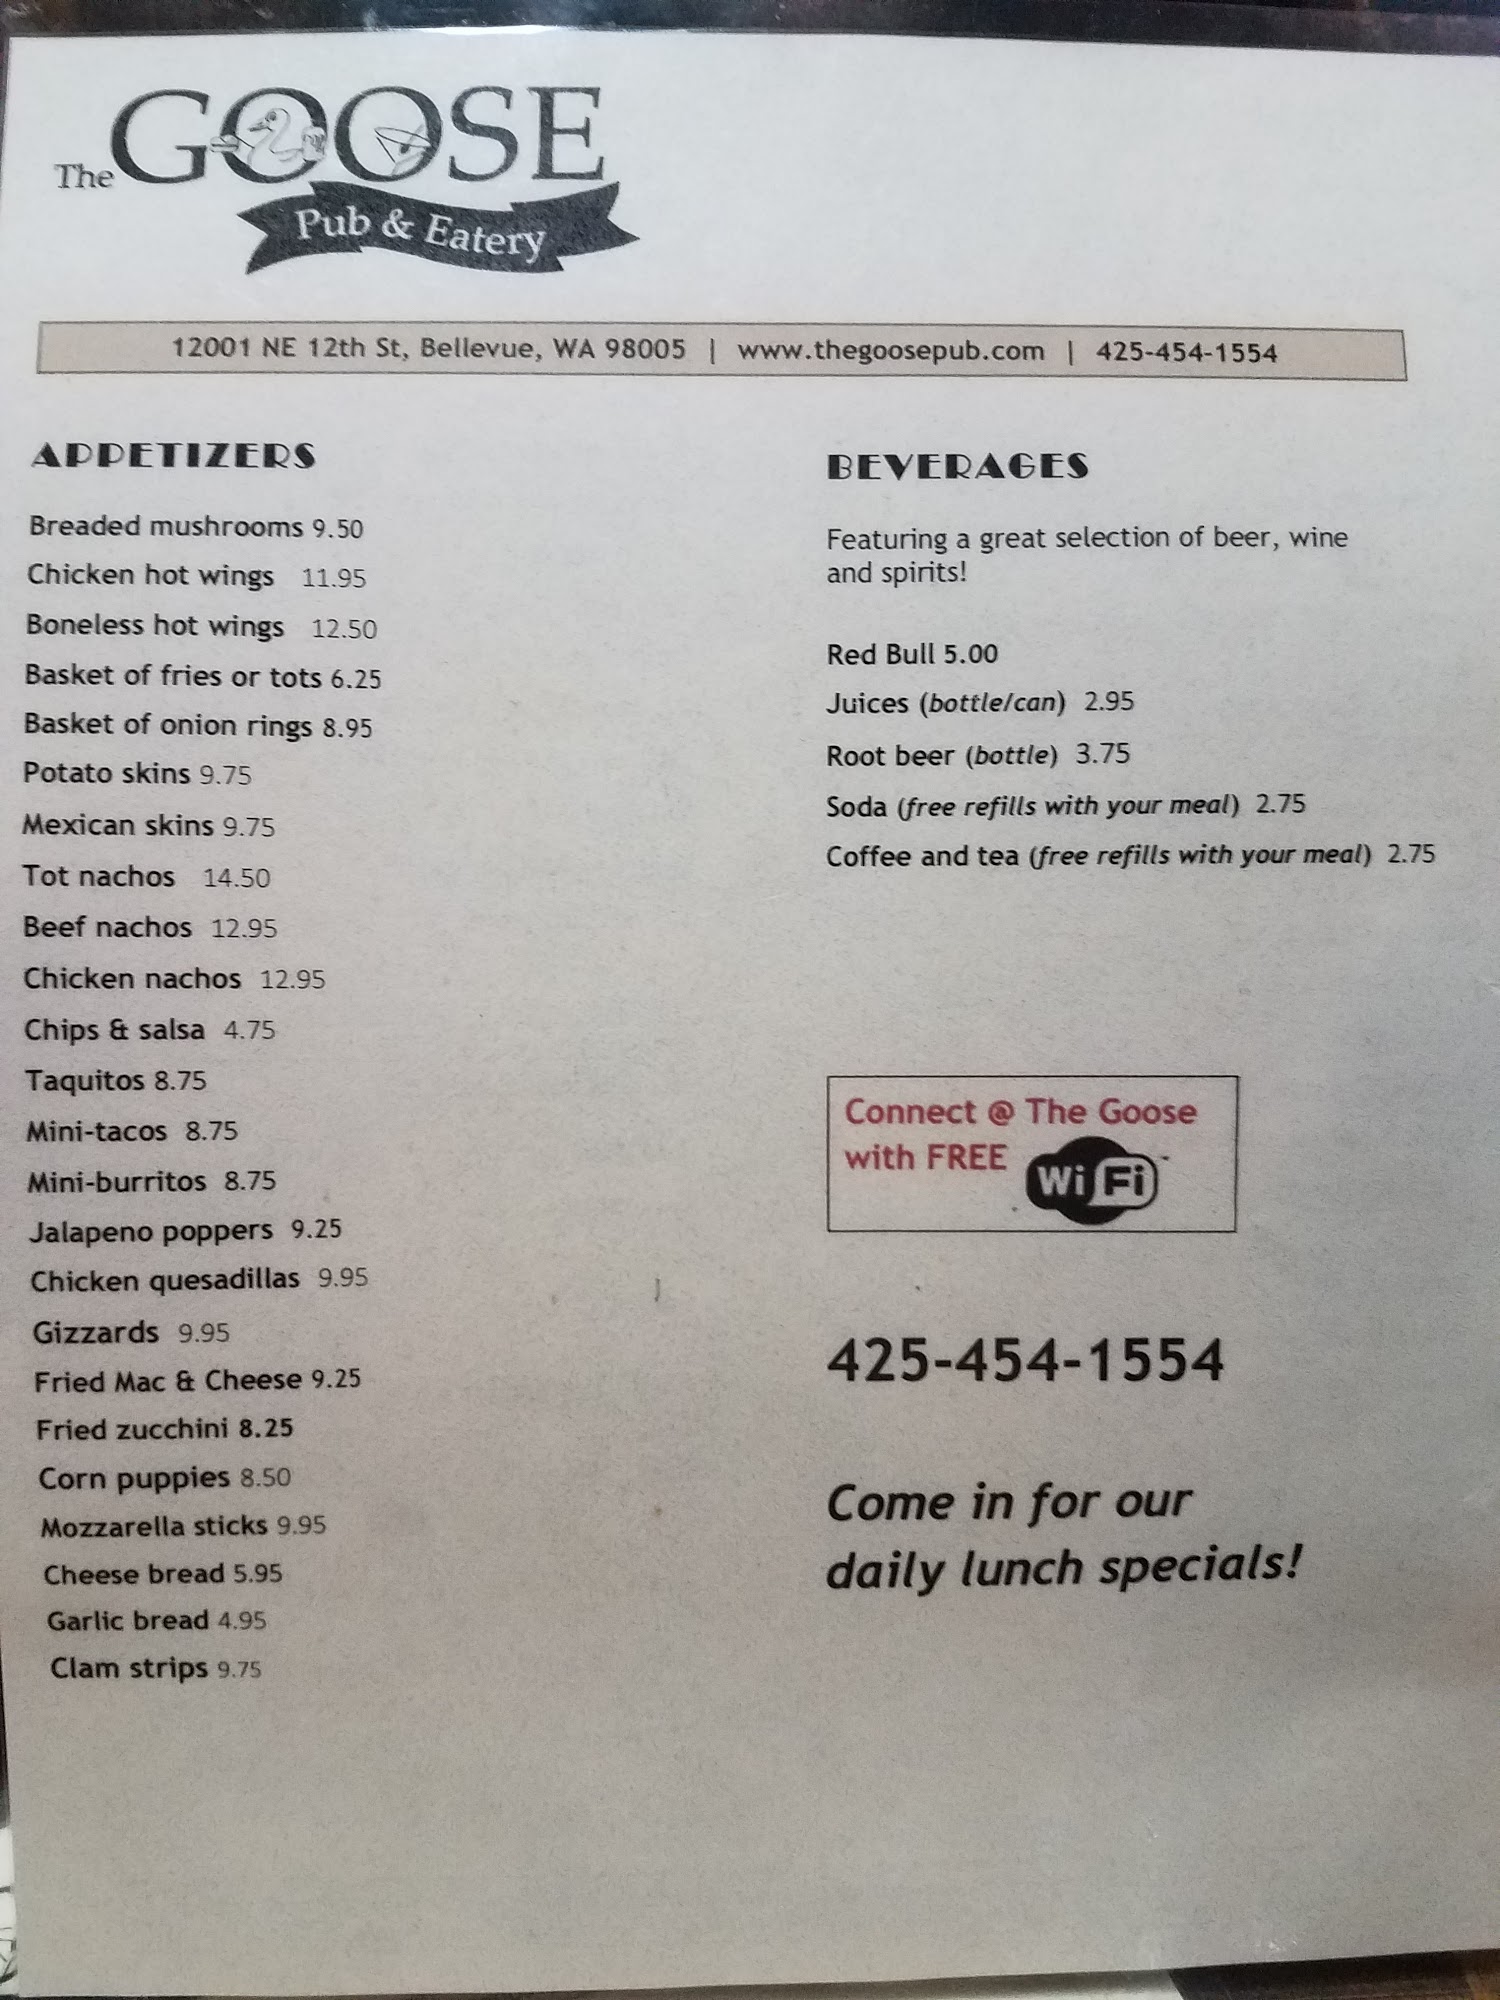 The GOOSE
Pub & Eatery
12001 NE 12th St, Bellevue, WA 98005 | www.thegoosepub.com | 425-454-1554
APPETIZERS
Breaded mushrooms 9.50
Chicken hot wings 11.95
Boneless hot wings 12.50
Basket of fries or tots 6.25
Basket of onion rings 8.95
Potato skins 9.75
Mexican skins 9.75
Tot nachos 14.50
Beef nachos 12.95
Chicken nachos 12.95
Chips & salsa 4.75
Taquitos 8.75
Mini-tacos 8.75
Mini-burritos 8.75
Jalapeno poppers 9.25
Chicken quesadillas 9.95
Gizzards 9.95
Fried Mac & Cheese 9.25
Fried zucchini 8.25
Corn puppies 8.50
Mozzarella sticks 9.95
Cheese bread 5.95
Garlic bread 4.95
Clam strips 9.75
BEVERAGES
Featuring a great selection of beer, wine
and spirits!
Red Bull 5.00
Juices (bottle/can) 2.95
Root beer (bottle) 3.75
Soda (free refills with your meal) 2.75
Coffee and tea (free refills with your meal) 2.75
Connect @ The Goose
with FREE WiFi
425-454-1554
Come in for our
daily lunch specials!